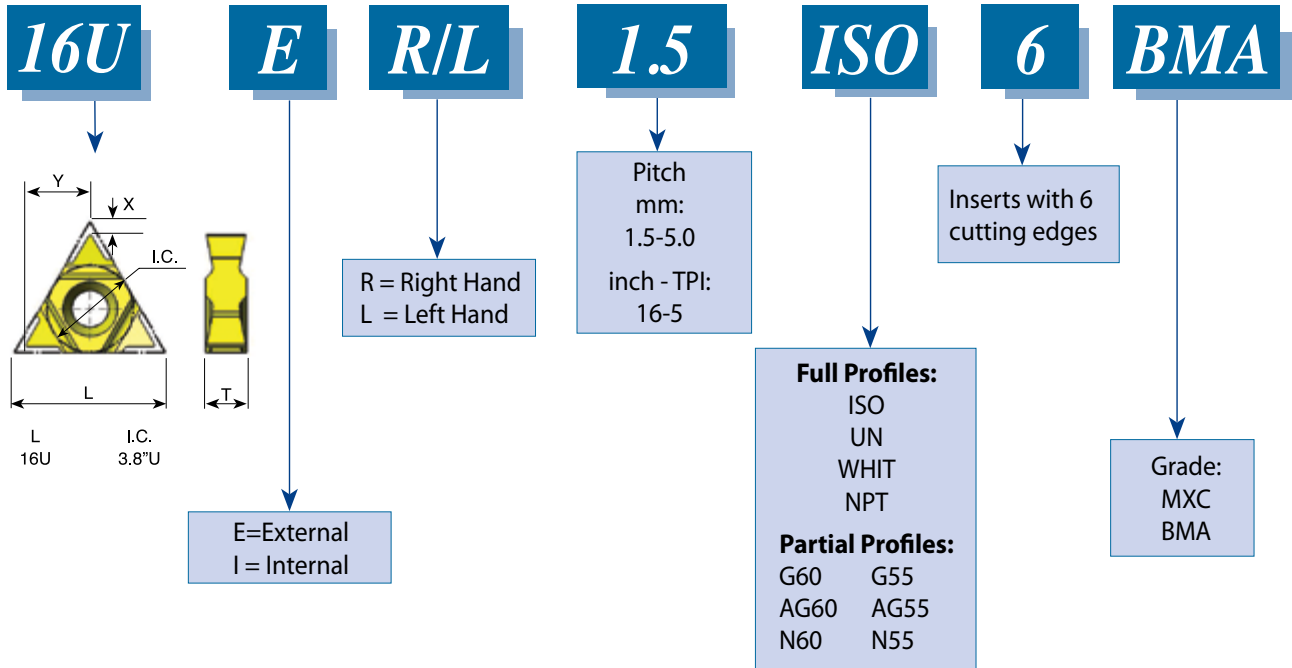 16U E R/L 1.5 ISO 6 BMA
Y
X
I.C.
L
T
L I.C.
16U 3.8”U
E=External
I = Internal
R = Right Hand
L = Left Hand
Pitch
mm:
1.5-5.0
inch - TPI:
16-5
Full Profiles:
ISO
UN
WHIT
NPT
Partial Profiles:
G60 G55
AG60 AG55
N60 N55
Inserts with 6
cutting edges
Grade:
MXC
BMA